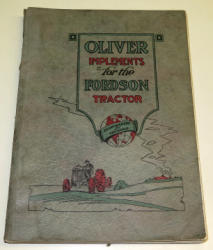 OLIVER
IMPLEMENTS
for the
FORDSON
TRACTOR